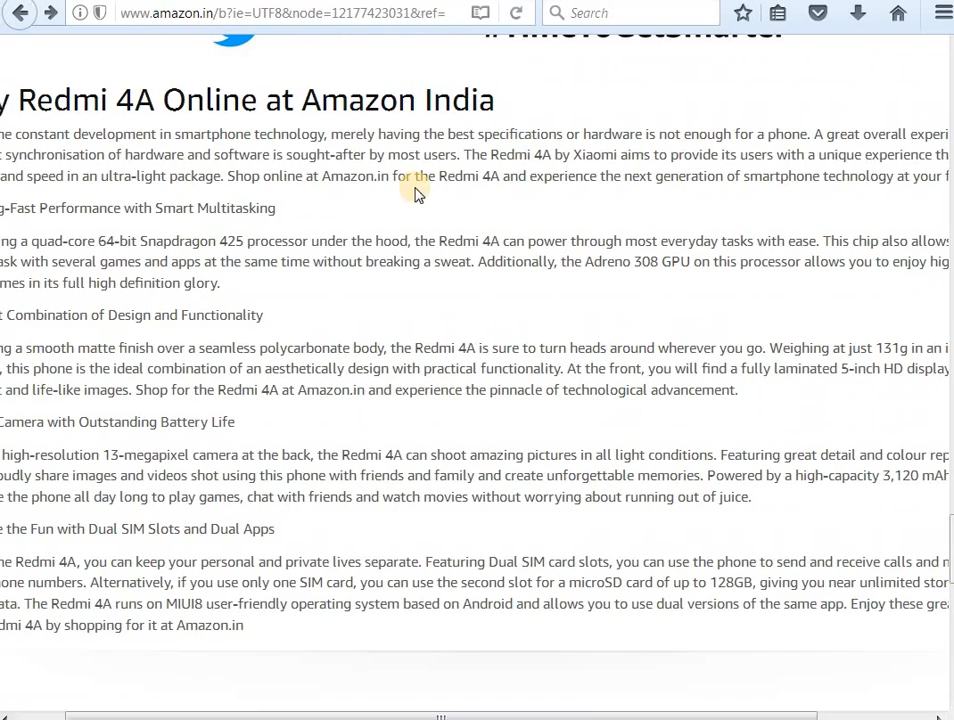 www.amazon.in/b?ie=UTF8&node=12177423031&ref=
Search
y Redmi 4A Online at Amazon India
ne constant development in smartphone technology, merely having the best specifications or hardware is not enough for a phone. A great overall experi
t synchronisation of hardware and software is sought-after by most users. The Redmi 4A by Xiaomi aims to provide its users with a unique experience th
and speed in an ultra-light package. Shop online at Amazon.in for the Redmi 4A and experience the next generation of smartphone technology at your f
g-Fast Performance with Smart Multitasking
ng a quad-core 64-bit Snapdragon 425 processor under the hood, the Redmi 4A can power through most everyday tasks with ease. This chip also allows
ask with several games and apps at the same time without breaking a sweat. Additionally, the Adreno 308 GPU on this processor allows you to enjoy hig
mes in its full high definition glory.
t Combination of Design and Functionality
ng a smooth matte finish over a seamless polycarbonate body, the Redmi 4A is sure to turn heads around wherever you go. Weighing at just 131g in an i
, this phone is the ideal combination of an aesthetically design with practical functionality. At the front, you will find a fully laminated 5-inch HD display
t and life-like images. Shop for the Redmi 4A at Amazon.in and experience the pinnacle of technological advancement.
Camera with Outstanding Battery Life
high-resolution 13-megapixel camera at the back, the Redmi 4A can shoot amazing pictures in all light conditions. Featuring great detail and colour rep
oudly share images and videos shot using this phone with friends and family and create unforgettable memories. Powered by a high-capacity 3,120 mAh
e the phone all day long to play games, chat with friends and watch movies without worrying about running out of juice.
e the Fun with Dual SIM Slots and Dual Apps
he Redmi 4A, you can keep your personal and private lives separate. Featuring Dual SIM card slots, you can use the phone to send and receive calls and m
one numbers. Alternatively, if you use only one SIM card, you can use the second slot for a microSD card of up to 128GB, giving you near unlimited stor
ata. The Redmi 4A runs on MIUI8 user-friendly operating system based on Android and allows you to use dual versions of the same app. Enjoy these grea
dmi 4A by shopping for it at Amazon.in